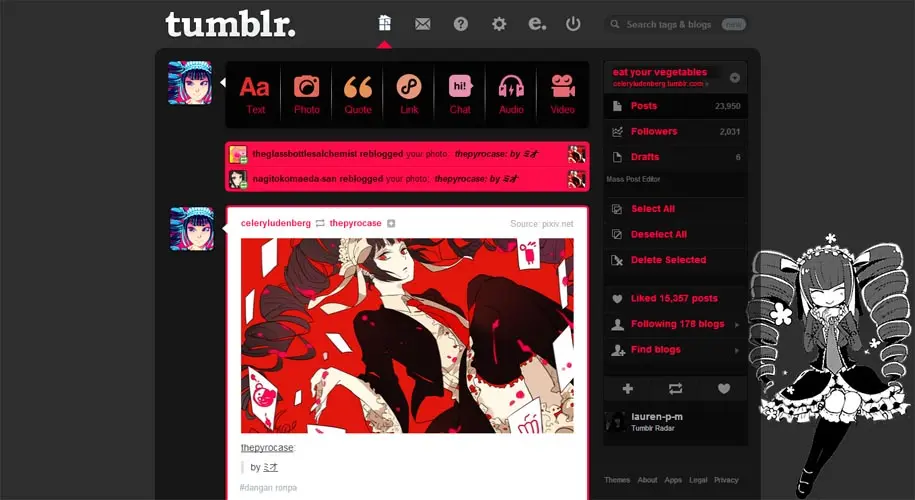 tumblr.
e.
Search tags & blogs
new
Aa
hi!
Text
Photo
Quote
Link
Chat
Audio
Video
theglassbottlesalchemist reblogged your photo: thepyrocase: by ミオ
nagitokomaeda-san reblogged your photo: thepyrocase: by ミオ
celeryludenberg thepyrocase
Source: pixiv.net
thepyrocase:
by ミオ
#dangan ronpa
eat your vegetables
celeryludenberg.tumblr.com
Posts 23,950
Followers 2,031
Drafts 6
Mass Post Editor
Select All
Deselect All
Delete Selected
Liked 15,357 posts
Following 176 blogs
Find blogs
lauren-p-m
Tumblr Radar
Themes About Apps Legal Privacy